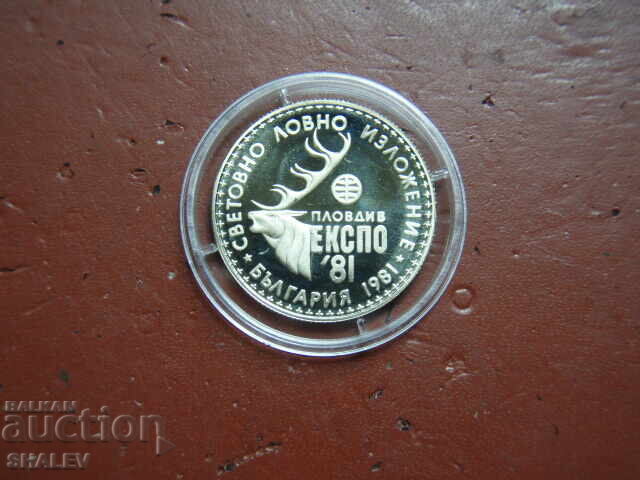 СВЕТОВНО ЛОВНО ИЗЛОЖЕНИЕ
ПЛОВДИВ
ЕКСПО
'81
БЪЛГАРИЯ 1981
BALKAN
auction
SHALEV